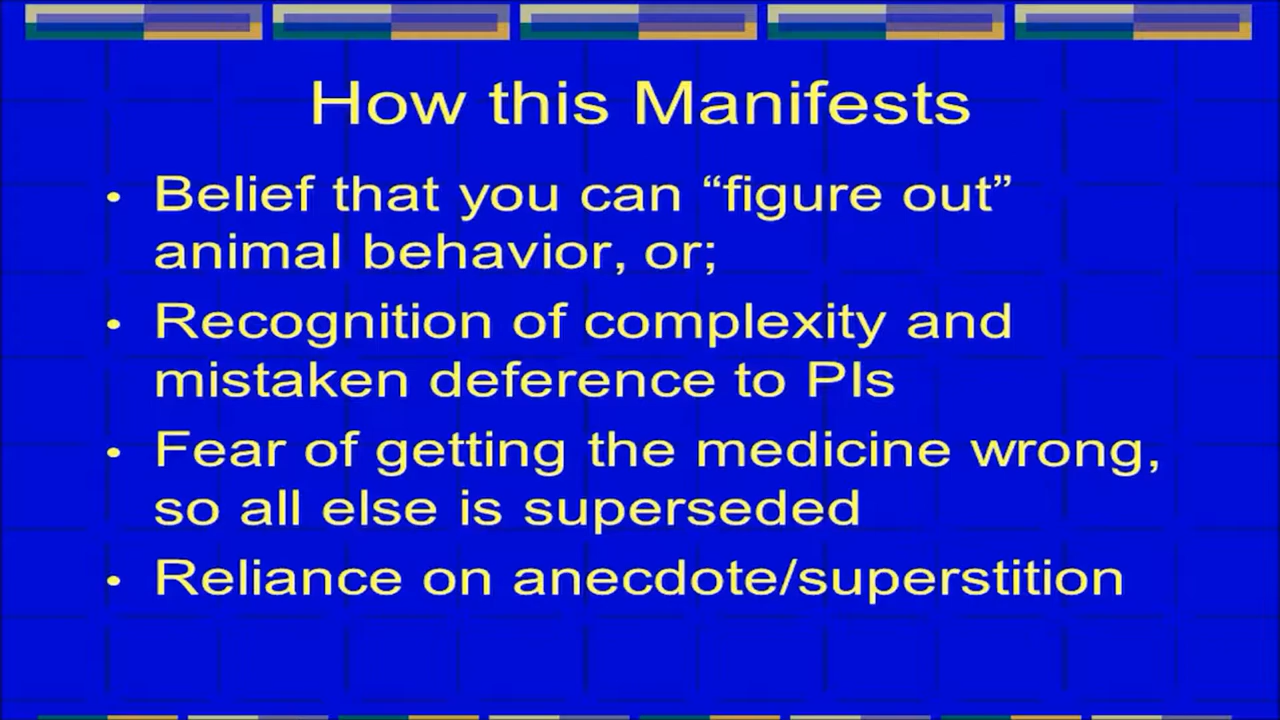 How this Manifests
• Belief that you can “figure out”
animal behavior, or;
• Recognition of complexity and
mistaken deference to PIs
• Fear of getting the medicine wrong,
so all else is superseded
• Reliance on anecdote/superstition